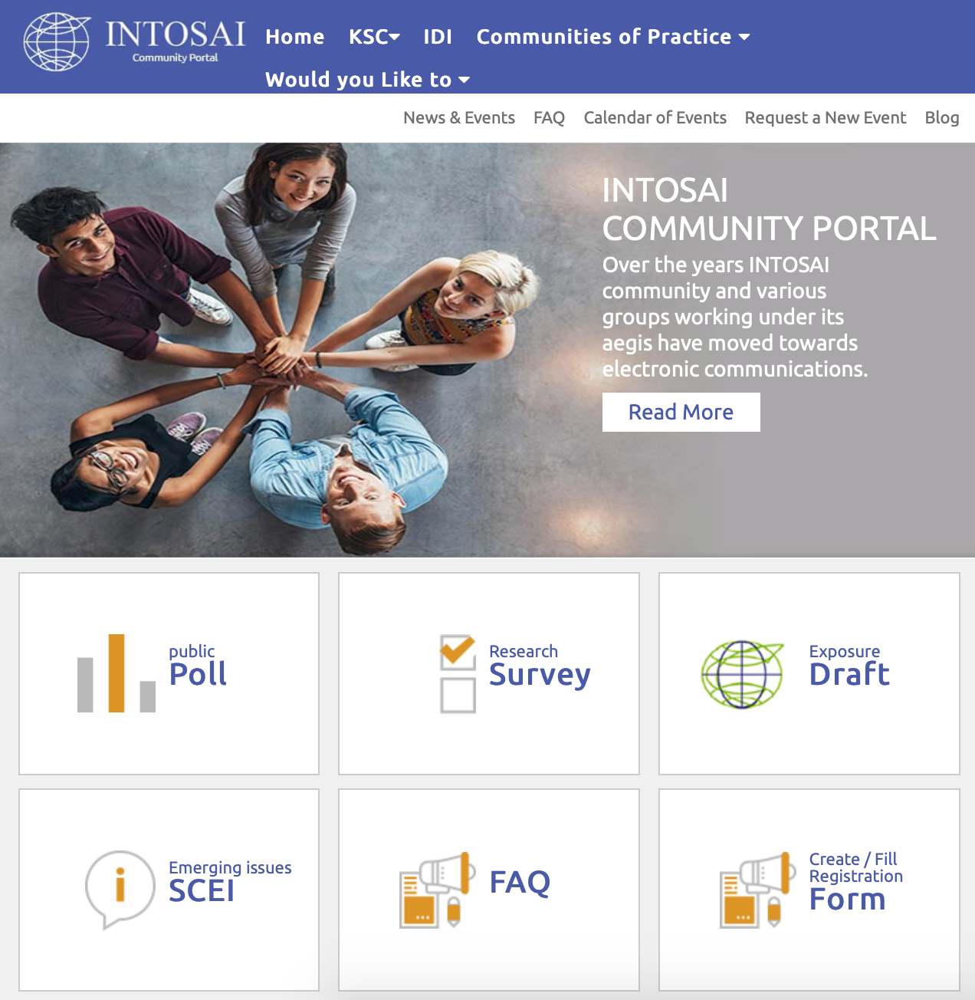 INTOSAI
Community Portal
Home KSC IDI Communities of Practice
Would you Like to
News & Events FAQ Calendar of Events Request a New Event Blog
INTOSAI
COMMUNITY PORTAL
Over the years INTOSAI
community and various
groups working under its
aegis have moved towards
electronic communications.
Read More
public
Poll
Research
Survey
Exposure
Draft
Emerging issues
SCEI
FAQ
Create / Fill
Registration
Form